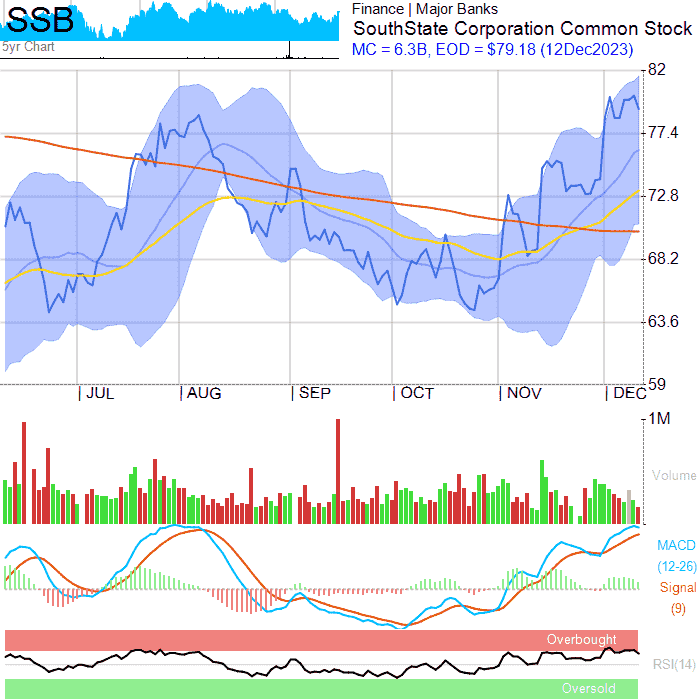 SSB
5yr Chart
Finance | Major Banks
SouthState Corporation Common Stock
MC = 6.3B, EOD = $79.18 (12Dec2023)
82
77.4
72.8
68.2
63.6
59
JUL
AUG
SEP
OCT
NOV
DEC
1M
Volume
MACD
(12-26)
Signal
(9)
Overbought
RSI(14)
Oversold